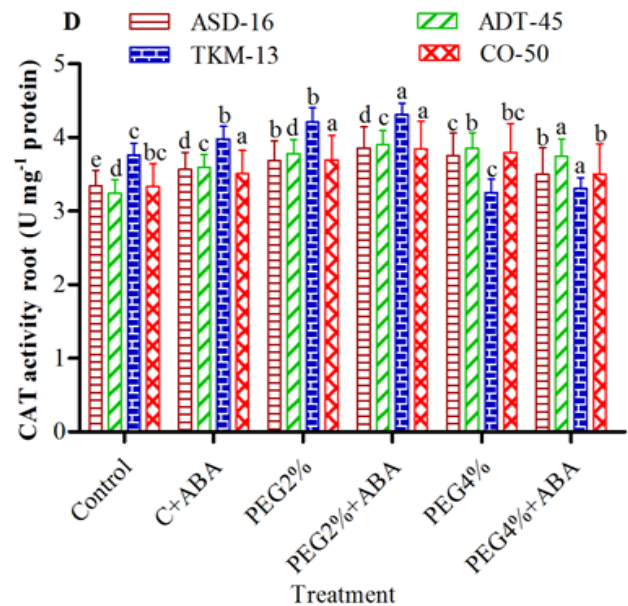 D
ASD-16 ADT-45
TKM-13 CO-50
CAT activity root (U mg⁻¹ protein)
5
4
3
2
1
0
e d c bc
c c b a
b d b a
d c a a
c b c bc
b a a b
Control C+ABA PEG2% PEG2%+ABA PEG4% PEG4%+ABA
Treatment